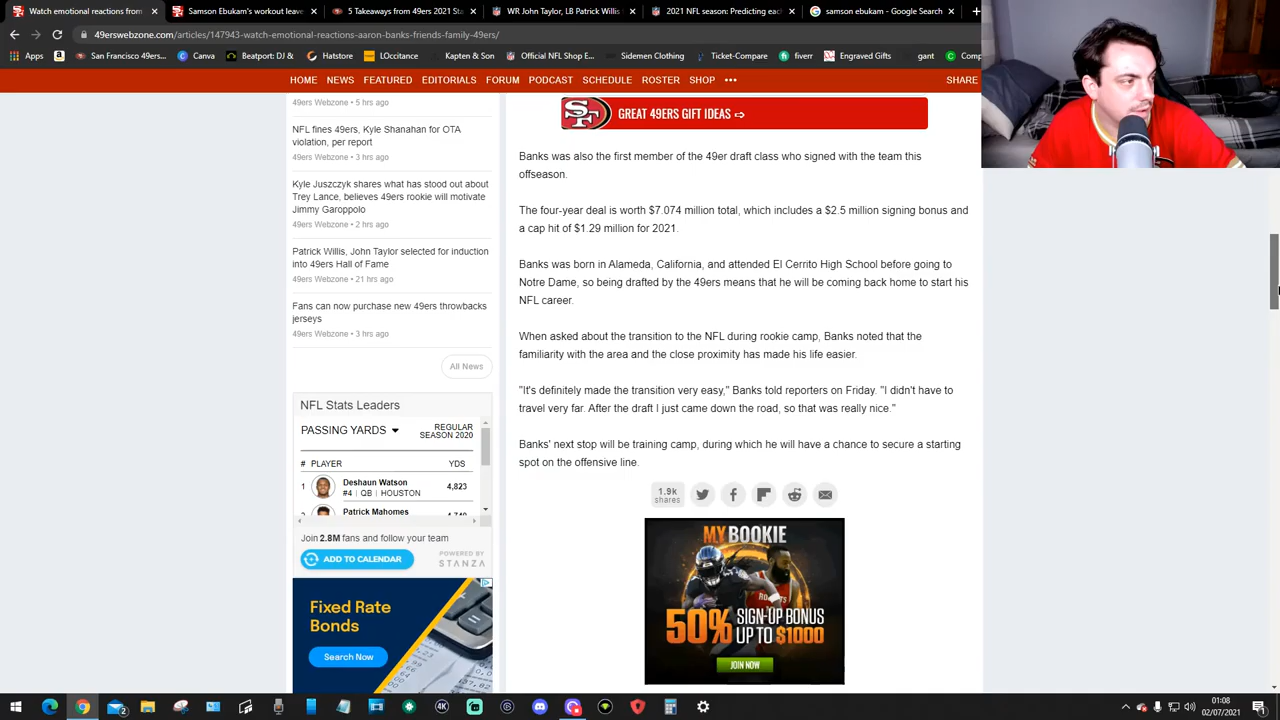 Watch emotional reactions from
Samson Ebukam's workout leave
5 Takeaways from 49ers 2021 Sta
WR John Taylor, LB Patrick Willis
2021 NFL season: Predicting eac
samson ebukam - Google Search
49erswebzone.com/articles/147943-watch-emotional-reactions-aaron-banks-friends-family-49ers/
Apps
San Francisco 49ers...
Canva
Beatport: DJ &
Hatstore
LOccitance
Kapten & Son
Official NFL Shop E...
Sidemen Clothing
Ticket-Compare
fiverr
Engraved Gifts
gant
Comp
HOME NEWS FEATURED EDITORIALS FORUM PODCAST SCHEDULE ROSTER SHOP ••• SHARE
49ers Webzone • 5 hrs ago
NFL fines 49ers, Kyle Shanahan for OTA
violation, per report
49ers Webzone • 3 hrs ago
Kyle Juszczyk shares what has stood out about
Trey Lance, believes 49ers rookie will motivate
Jimmy Garoppolo
49ers Webzone • 2 hrs ago
Patrick Willis, John Taylor selected for induction
into 49ers Hall of Fame
49ers Webzone • 21 hrs ago
Fans can now purchase new 49ers throwbacks
jerseys
49ers Webzone • 3 hrs ago
All News
NFL Stats Leaders
PASSING YARDS
REGULAR
SEASON 2020
# PLAYER YDS
1 Deshaun Watson 4,823
#4 | QB | HOUSTON
Patrick Mahomes
Join 2.8M fans and follow your team
ADD TO CALENDAR
POWERED BY
STANZA
Fixed Rate
Bonds
Search Now
SF GREAT 49ERS GIFT IDEAS
Banks was also the first member of the 49er draft class who signed with the team this
offseason.
The four-year deal is worth $7.074 million total, which includes a $2.5 million signing bonus and
a cap hit of $1.29 million for 2021.
Banks was born in Alameda, California, and attended El Cerrito High School before going to
Notre Dame, so being drafted by the 49ers means that he will be coming back home to start his
NFL career.
When asked about the transition to the NFL during rookie camp, Banks noted that the
familiarity with the area and the close proximity has made his life easier.
"It's definitely made the transition very easy," Banks told reporters on Friday. "I didn't have to
travel very far. After the draft I just came down the road, so that was really nice."
Banks' next stop will be training camp, during which he will have a chance to secure a starting
spot on the offensive line.
1.9k
shares
MYBOOKIE
50% SIGN-UP BONUS
UP TO $1000
JOIN NOW
01:08
02/07/2021